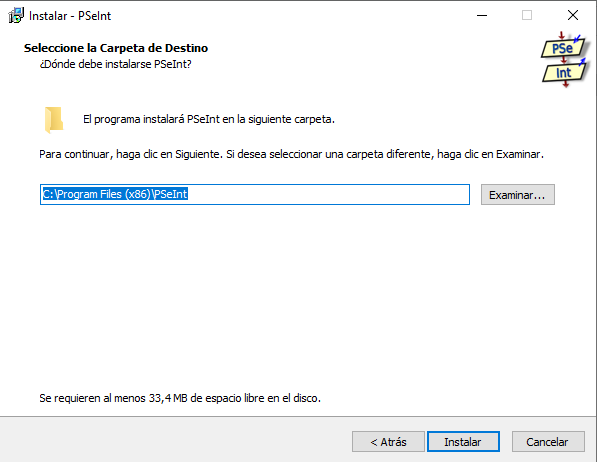 Instalar - PSeInt
Seleccione la Carpeta de Destino
¿Dónde debe instalarse PSeInt?
PSe
Int
El programa instalará PSeInt en la siguiente carpeta.
Para continuar, haga clic en Siguiente. Si desea seleccionar una carpeta diferente, haga clic en Examinar.
C:\Program Files (x86)\PSeInt
Examinar...
Se requieren al menos 33,4 MB de espacio libre en el disco.
< Atrás
Instalar
Cancelar